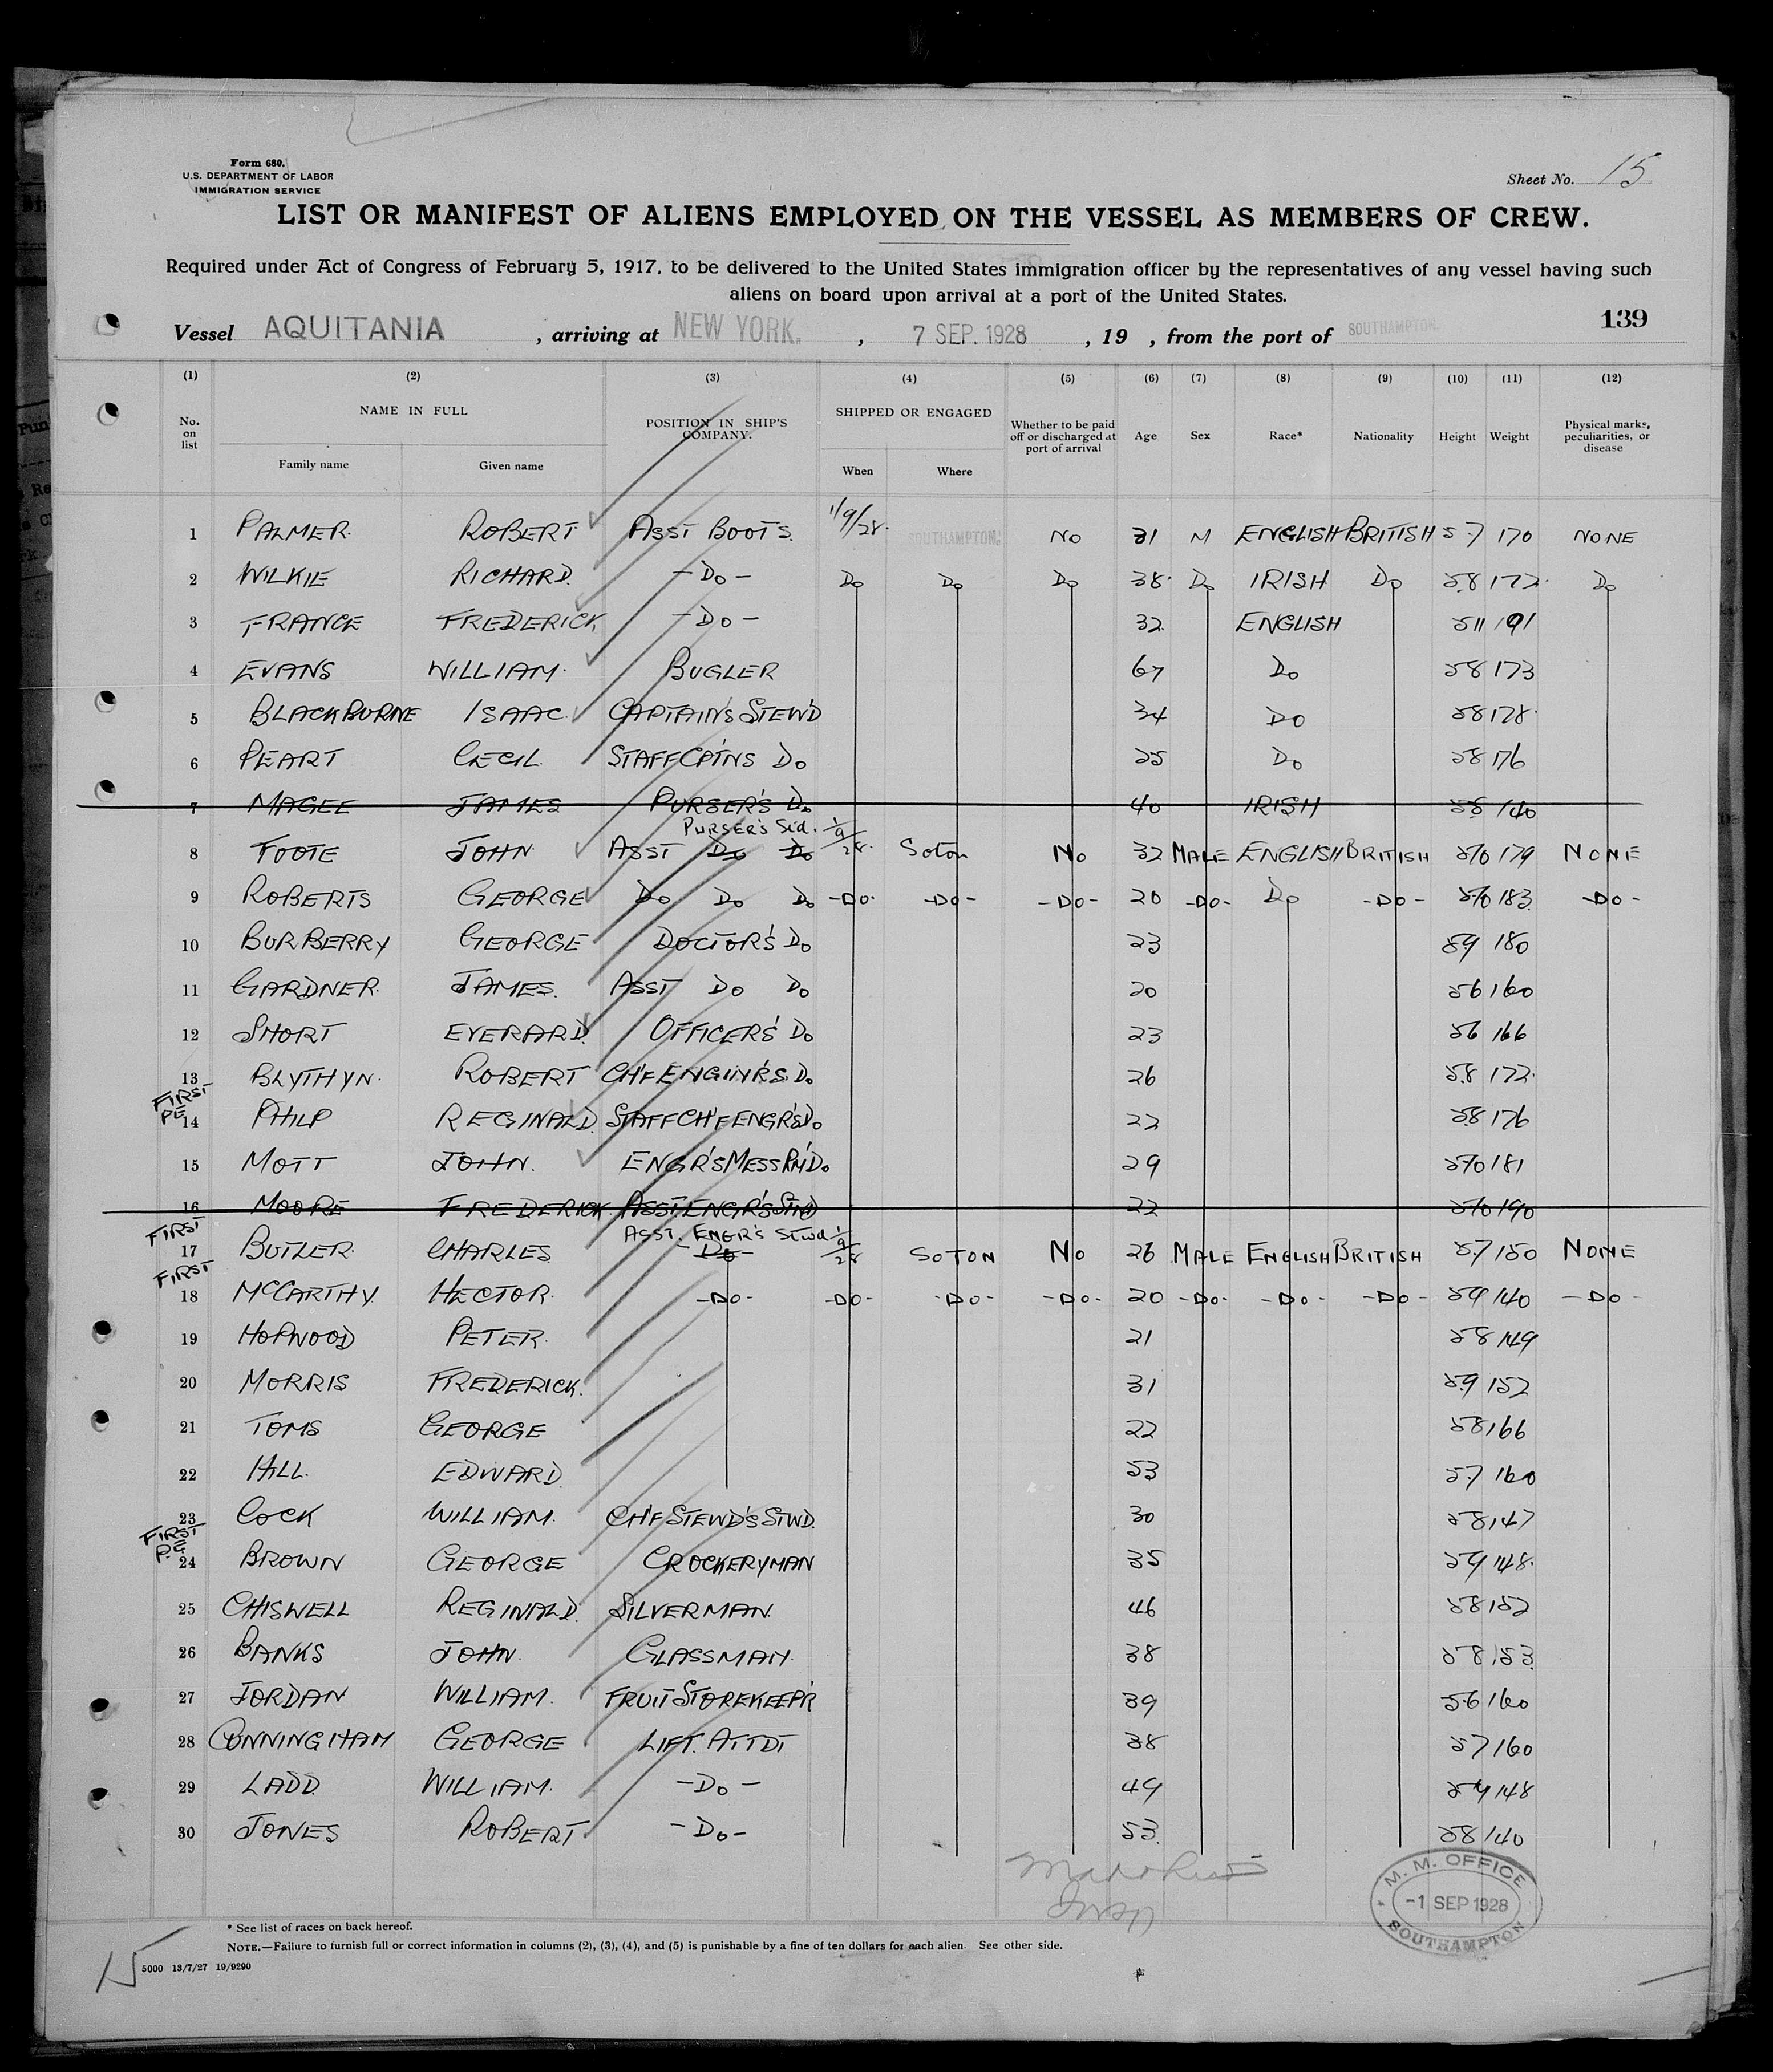 Form 680.
U.S. DEPARTMENT OF LABOR
IMMIGRATION SERVICE
Sheet No. 15
LIST OR MANIFEST OF ALIENS EMPLOYED ON THE VESSEL AS MEMBERS OF CREW.
Required under Act of Congress of February 5, 1917, to be delivered to the United States immigration officer by the representatives of any vessel having such
aliens on board upon arrival at a port of the United States.
139
Vessel AQUITANIA , arriving at NEW YORK. , 7 SEP. 1928 , 19 , from the port of SOUTHAMPTON.
(1) (2) (3) (4) (5) (6) (7) (8) (9) (10) (11) (12)
No. on list NAME IN FULL Family name Given name POSITION IN SHIP'S COMPANY. SHIPPED OR ENGAGED When Where Whether to be paid off or discharged at port of arrival Age Sex Race* Nationality Height Weight Physical marks, peculiarities, or disease
1 PALMER. ROBERT ASST BOOTS. 1/9/28. SOUTHAMPTON. NO 31 M ENGLISH BRITISH 5 7 170 NONE
2 WILKIE RICHARD. -DO- DO DO DO 38. DO IRISH DO 5.8 172. DO
3 FRANCE FREDERICK -DO- 32. ENGLISH 5 11 191
4 EVANS WILLIAM. BUGLER 67 DO 5 8 173
5 BLACKBURNE ISAAC. CAPTAIN'S STEW'D 34 DO 5 8 178.
6 PEART CECIL. STAFF CPT'NS DO 25 DO 5 8 176
7 MAGEE JAMES PURSER'S DO 40 IRISH 5 8 140
PURSER'S Std.
8 FOOTE JOHN ASST DO DO 1/9/28. Soton No 32 MALE ENGLISH BRITISH 5 10 179 NONE
9 ROBERTS GEORGE DO DO DO -DO- -DO- -DO- 20 -DO- DO -DO- 5 10 183. -DO-
10 BURBERRY GEORGE DOCTOR'S DO 23 5 9 180
11 GARDNER. JAMES. ASST DO DO 20 5 6 160
12 SHORT EVERARD. OFFICER'S DO 23 5 6 166
13 BLYTHYN. ROBERT CH'F ENGIN'R'S. DO 26 5.8 172.
FIRST
PE
14 PHILP REGINALD. STAFF CH'F ENGR'S DO 22 5.8 176
15 MOTT JOHN. ENGR'S MESS RM DO 29 5 10 181
16 MOORE FREDERICK. ASST. ENGR'S STWD 22 5 10 190
FIRST
ASST. ENGR'S STWD
17 BUTLER. CHARLES -DO- 1/9/28 SOTON NO 26 MALE ENGLISH BRITISH 5.7 150 NONE
FIRST
18 MCCARTHY. HECTOR. -DO- -DO- -DO- -DO- 20 -DO- -DO- -DO- 5 9 140 -DO-
19 HOPWOOD PETER. 21 5 8 149
20 MORRIS FREDERICK. 31 5.9 152
21 TOMS GEORGE 22 5 8 166
22 HILL. EDWARD. 53 5.7 160
23 COCK WILLIAM. CH'F STEWD'S STWD. 30 5 8 147
FIRST
P.E
24 BROWN GEORGE CROCKERYMAN 35 5 9 148.
25 CHISWELL REGINALD. SILVERMAN. 46 5 8 152
26 BANKS JOHN. GLASSMAN. 38 5 8 153.
27 JORDAN WILLIAM. FRUIT STOREKEEP'R 39 5.6 160
28 CUNNINGHAM GEORGE LIFT. ATTDT 38 5 7 160
29 LADD. WILLIAM. -DO- 49 5 9 148
30 JONES ROBERT -DO- 53. 5 8 140
M. M. OFFICE
-1 SEP 1928
SOUTHAMPTON
* See list of races on back hereof.
NOTE.—Failure to furnish full or correct information in columns (2), (3), (4), and (5) is punishable by a fine of ten dollars for each alien. See other side.
15
5000 13/7/27 19/9290